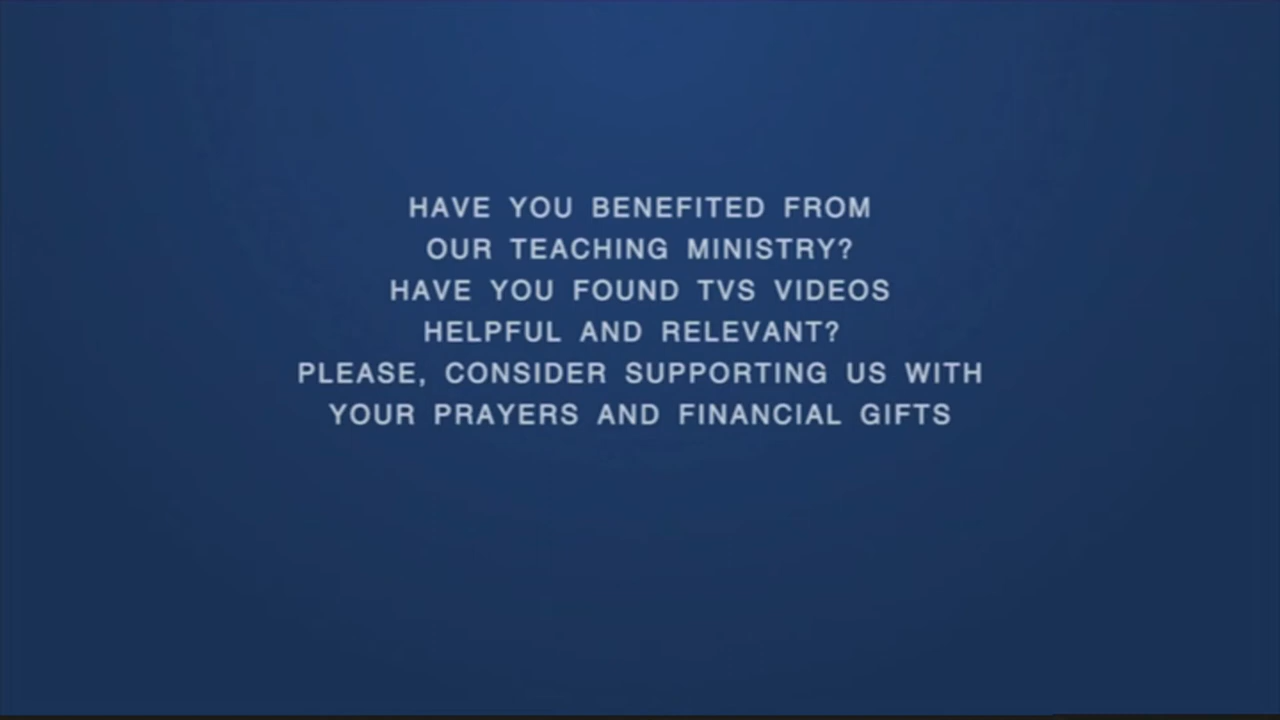 HAVE YOU BENEFITED FROM
OUR TEACHING MINISTRY?
HAVE YOU FOUND TVS VIDEOS
HELPFUL AND RELEVANT?
PLEASE, CONSIDER SUPPORTING US WITH
YOUR PRAYERS AND FINANCIAL GIFTS